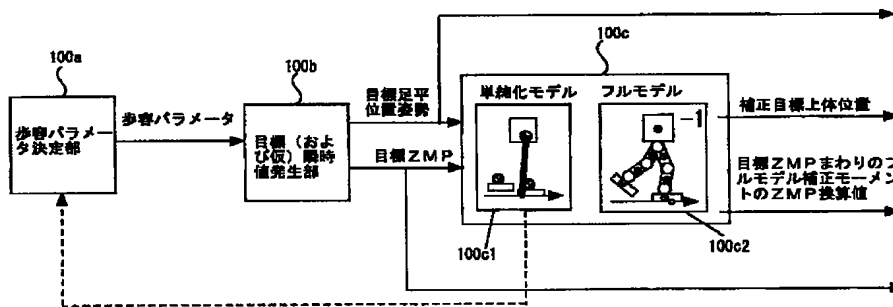 100a
歩容パラメー
タ決定部
歩容パラメータ
100b
目標（およ
び仮）瞬時
値発生部
目標足平
位置姿勢
目標ZMP
100c
単純化モデル
フルモデル
-1
100c1
100c2
補正目標上体位置
目標ZMPまわりのフ
ルモデル補正モーメン
トのZMP換算値